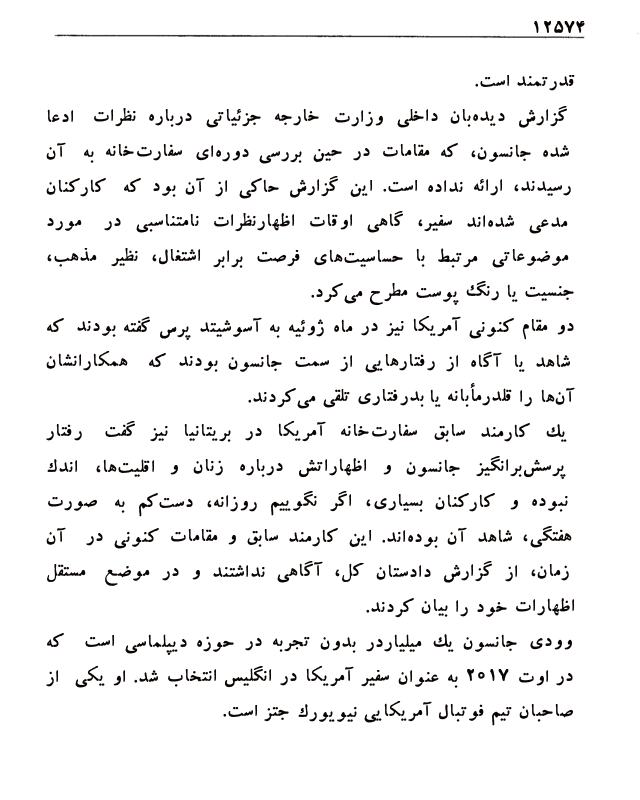 ۱۲۵۷۴
قدرتمند است.
گزارش دیده‌بان داخلی وزارت خارجه جزئیاتی درباره نظرات ادعا
شده جانسون، که مقامات در حین بررسی دوره‌ای سفارت‌خانه به آن
رسیدند، ارائه نداده است. این گزارش حاکی از آن بود که کارکنان
مدعی شده‌اند سفیر، گاهی اوقات اظهارنظرات نامتناسبی در مورد
موضوعاتی مرتبط با حساسیت‌های فرصت برابر اشتغال، نظیر مذهب،
جنسیت یا رنگ پوست مطرح می‌کرد.
دو مقام کنونی آمریکا نیز در ماه ژوئیه به آسوشیتد پرس گفته بودند که
شاهد یا آگاه از رفتارهایی از سمت جانسون بودند که همکارانشان
آن‌ها را قلدرمأبانه یا بدرفتاری تلقی می‌کردند.
یك کارمند سابق سفارت‌خانه آمریکا در بریتانیا نیز گفت رفتار
پرسش‌برانگیز جانسون و اظهاراتش درباره زنان و اقلیت‌ها، اندك
نبوده و کارکنان بسیاری، اگر نگوییم روزانه، دست‌کم به صورت
هفتگی، شاهد آن بوده‌اند. این کارمند سابق و مقامات کنونی در آن
زمان، از گزارش دادستان کل، آگاهی نداشتند و در موضع مستقل
اظهارات خود را بیان کردند.
وودی جانسون یك میلیاردر بدون تجربه در حوزه دیپلماسی است که
در اوت ۲۰۱۷ به عنوان سفیر آمریکا در انگلیس انتخاب شد. او یکی از
صاحبان تیم فوتبال آمریکایی نیویورك جتز است.